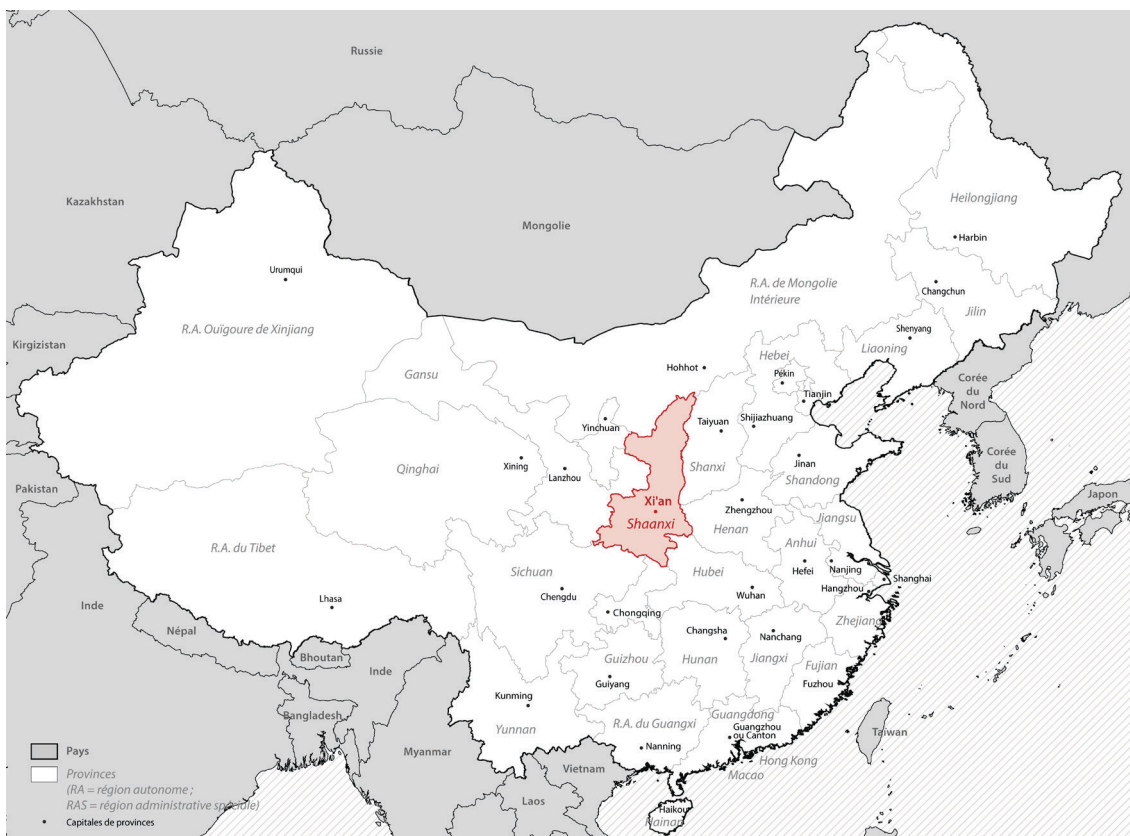 Russie
Kazakhstan
Mongolie
Heilongjiang
Harbin
Urumqui
R.A. de Mongolie
Intérieure
Changchun
Jilin
R.A. Ouïgoure de Xinjiang
Shenyang
Kirgizistan
Liaoning
Hebei
Gansu
Hohhot
Pékin
Corée
du
Nord
Tianjin
Yinchuan
Taiyuan
Shijiazhuang
Corée
du
Sud
Qinghai
Xining
Lanzhou
Shanxi
Jinan
Shandong
Pakistan
Japon
Xi'an
Shaanxi
Zhengzhou
Henan
Jiangsu
R.A. du Tibet
Anhui
Sichuan
Hubei
Hefei
Nanjing
Shanghai
Chengdu
Wuhan
Hangzhou
Inde
Lhasa
Chongqing
Zhejiang
Népal
Changsha
Nanchang
Bhoutan
Inde
Guizhou
Hunan
Jiangxi
Fujian
Guiyang
Fuzhou
Kunming
Bangladesh
Yunnan
R.A. du Guangxi
Guangdong
Guangzhou
ou Canton
Taïwan
Myanmar
Nanning
Hong Kong
Macao
Vietnam
Laos
Haikou
Hainan
Pays
Provinces
(RA = région autonome ;
RAS = région administrative spéciale)
Capitales de provinces